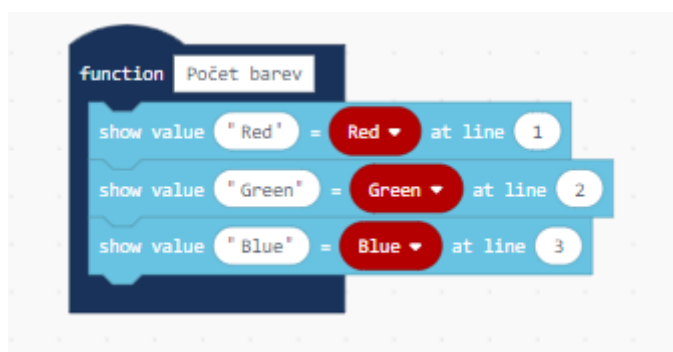 function Počet barev
show value "Red" = Red at line 1
show value "Green" = Green at line 2
show value "Blue" = Blue at line 3